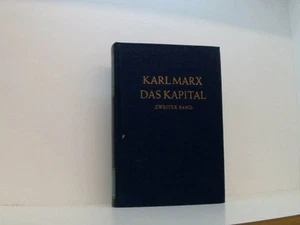 KARL MARX
DAS KAPITAL
ZWEITER BAND